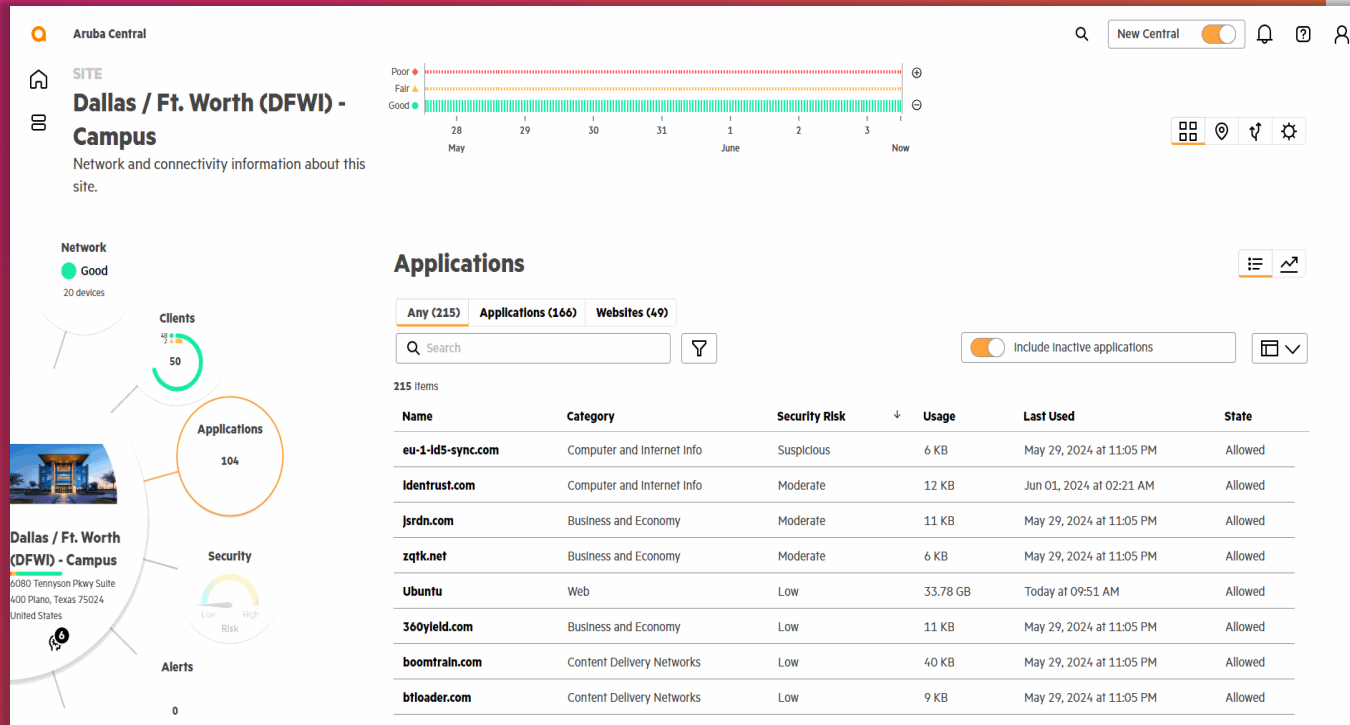 Aruba Central
New Central
SITE
Dallas / Ft. Worth (DFWI) -
Campus
Network and connectivity information about this
site.
Poor
Fair
Good
28 29 30 31 1 2 3
May June Now
Network
Good
20 devices
Clients
48
2
50
Applications
104
Dallas / Ft. Worth
(DFWI) - Campus
6080 Tennyson Pkwy Suite
400 Plano, Texas 75024
United States
6
Security
Low High
Risk
Alerts
0
Applications
Any (215) Applications (166) Websites (49)
Search
Include inactive applications
215 items
Name Category Security Risk Usage Last Used State
eu-1-id5-sync.com Computer and Internet Info Suspicious 6 KB May 29, 2024 at 11:05 PM Allowed
identrust.com Computer and Internet Info Moderate 12 KB Jun 01, 2024 at 02:21 AM Allowed
jsrdn.com Business and Economy Moderate 11 KB May 29, 2024 at 11:05 PM Allowed
zqtk.net Business and Economy Moderate 6 KB May 29, 2024 at 11:05 PM Allowed
Ubuntu Web Low 33.78 GB Today at 09:51 AM Allowed
360yield.com Business and Economy Low 11 KB May 29, 2024 at 11:05 PM Allowed
boomtrain.com Content Delivery Networks Low 40 KB May 29, 2024 at 11:05 PM Allowed
btloader.com Content Delivery Networks Low 9 KB May 29, 2024 at 11:05 PM Allowed